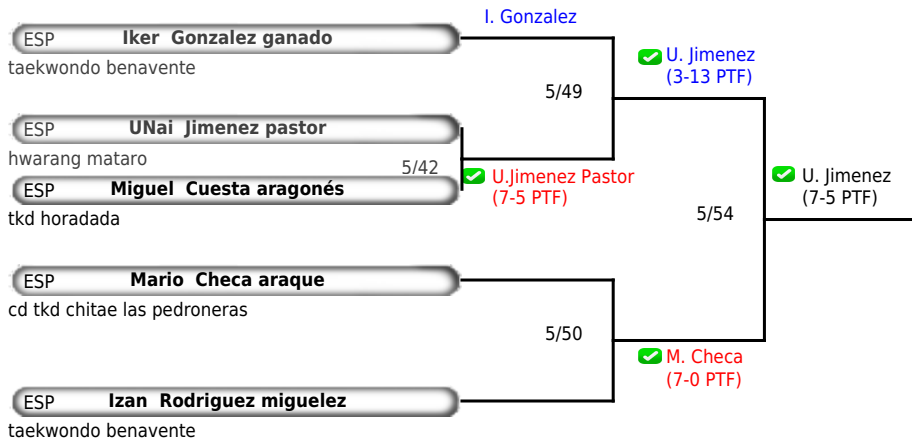 I. Gonzalez
ESP Iker Gonzalez ganado
taekwondo benavente
U. Jimenez
(3-13 PTF)
5/49
ESP UNai Jimenez pastor
hwarang mataro
5/42
U.Jimenez Pastor
(7-5 PTF)
ESP Miguel Cuesta aragonés
tkd horadada
U. Jimenez
(7-5 PTF)
5/54
ESP Mario Checa araque
cd tkd chitae las pedroneras
5/50
M. Checa
(7-0 PTF)
ESP Izan Rodriguez miguelez
taekwondo benavente